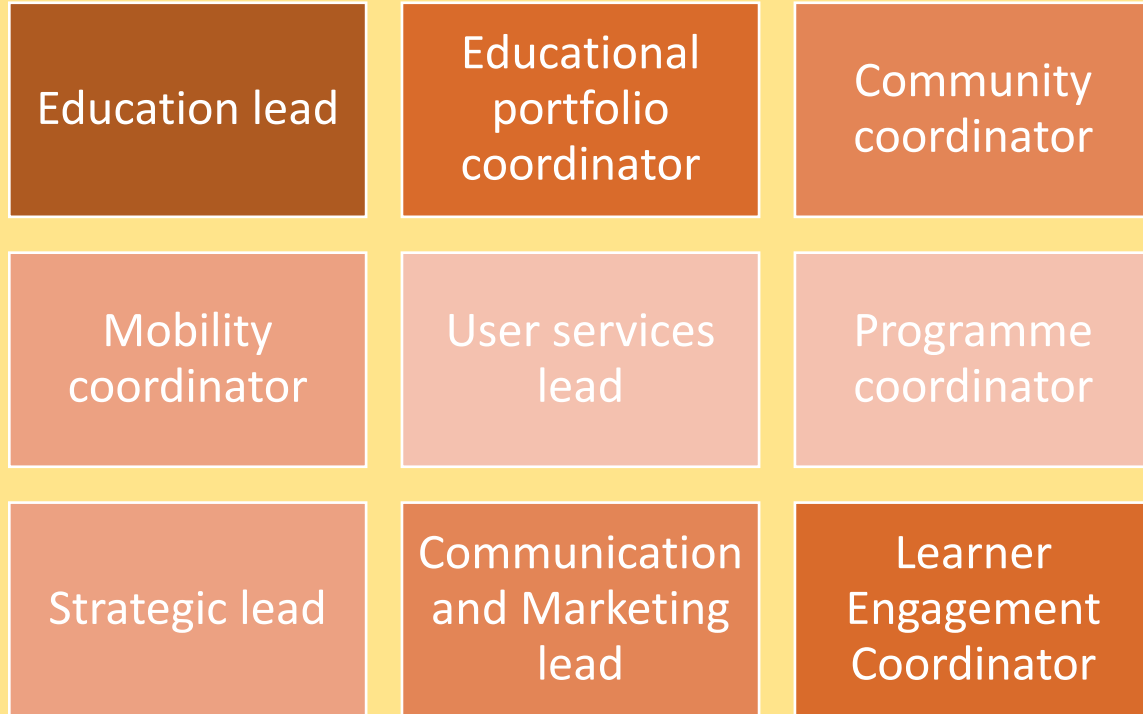 Education lead
Educational
portfolio
coordinator
Community
coordinator
Mobility
coordinator
User services
lead
Programme
coordinator
Strategic lead
Communication
and Marketing
lead
Learner
Engagement
Coordinator